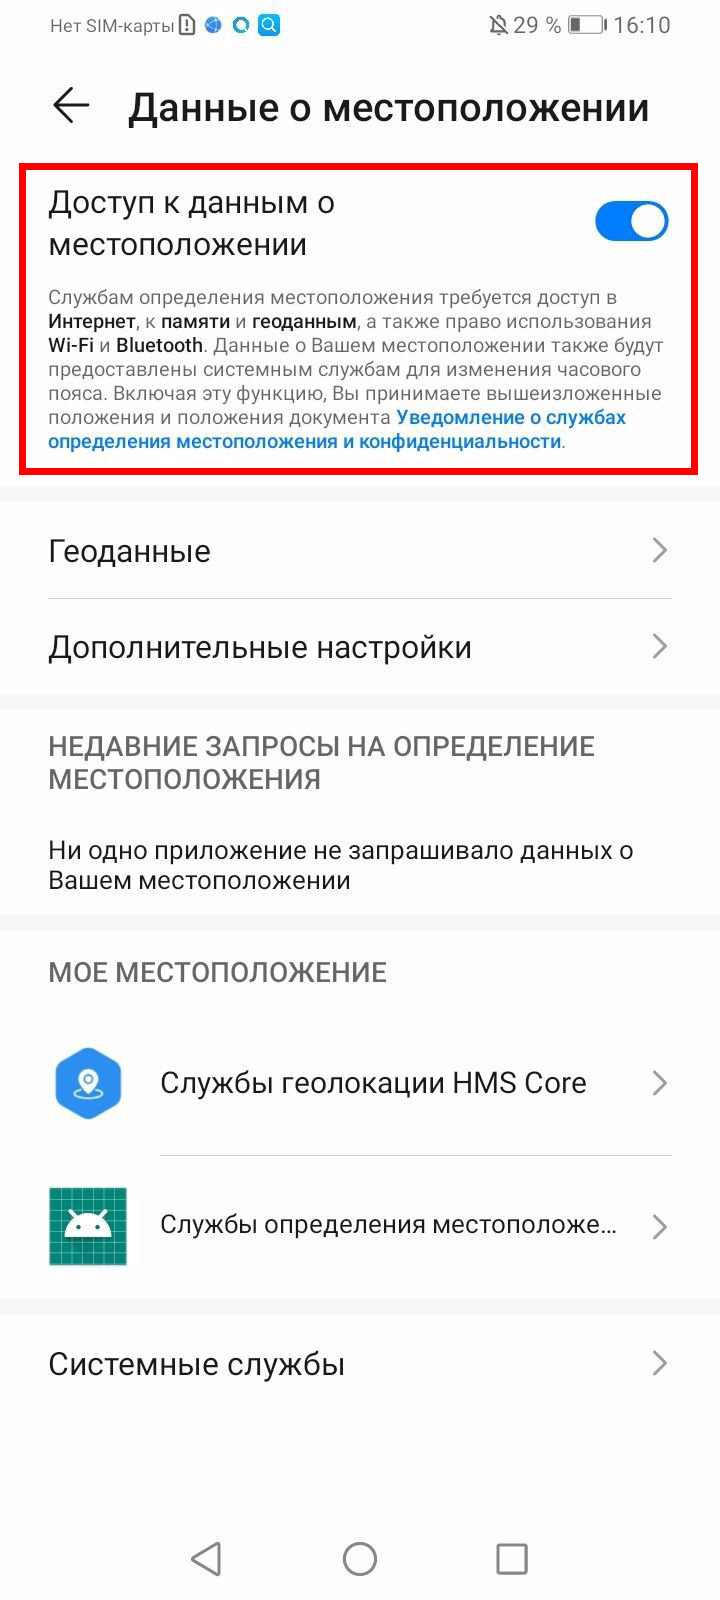 Нет SIM-карты 29 % 16:10
Данные о местоположении
Доступ к данным о
местоположении
Службам определения местоположения требуется доступ в
Интернет, к памяти и геоданным, а также право использования
Wi-Fi и Bluetooth. Данные о Вашем местоположении также будут
предоставлены системным службам для изменения часового
пояса. Включая эту функцию, Вы принимаете вышеизложенные
положения и положения документа Уведомление о службах
определения местоположения и конфиденциальности.
Геоданные
Дополнительные настройки
НЕДАВНИЕ ЗАПРОСЫ НА ОПРЕДЕЛЕНИЕ
МЕСТОПОЛОЖЕНИЯ
Ни одно приложение не запрашивало данных о
Вашем местоположении
МОЕ МЕСТОПОЛОЖЕНИЕ
Службы геолокации HMS Core
Службы определения местоположе...
Системные службы